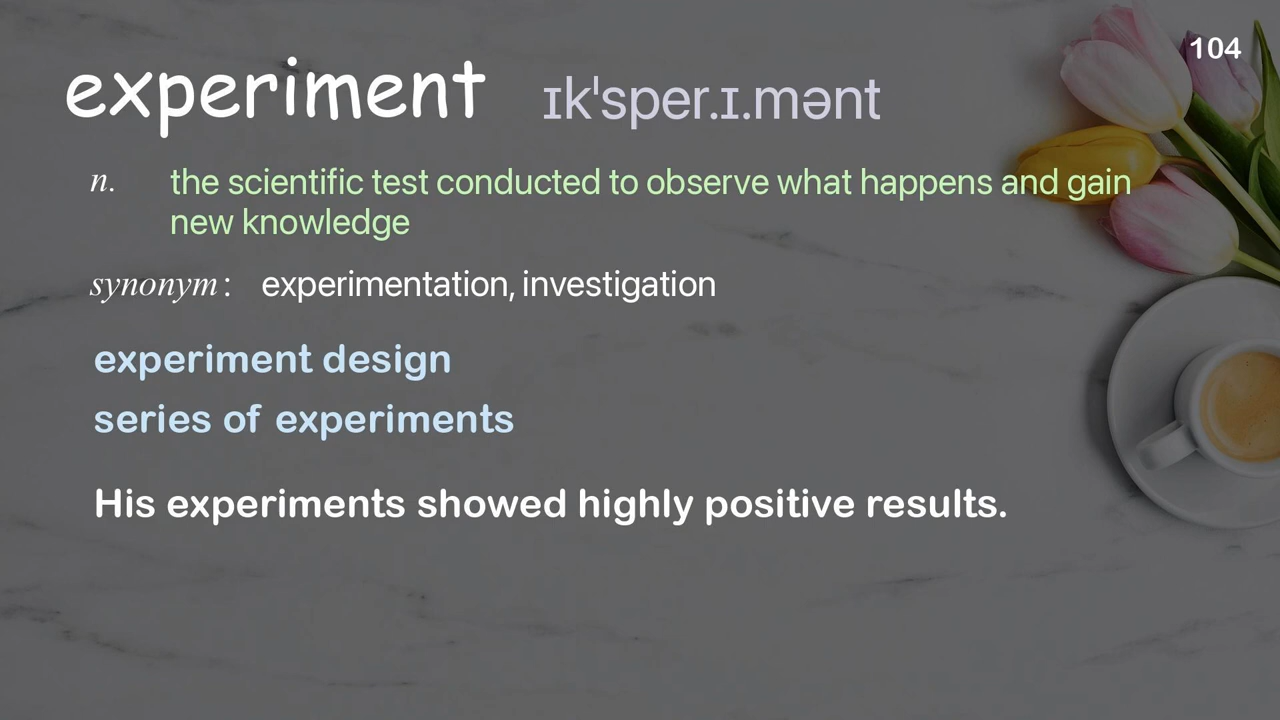 104
experiment ɪkˈsper.ɪ.mənt
n. the scientific test conducted to observe what happens and gain
new knowledge
synonym : experimentation, investigation
experiment design
series of experiments
His experiments showed highly positive results.